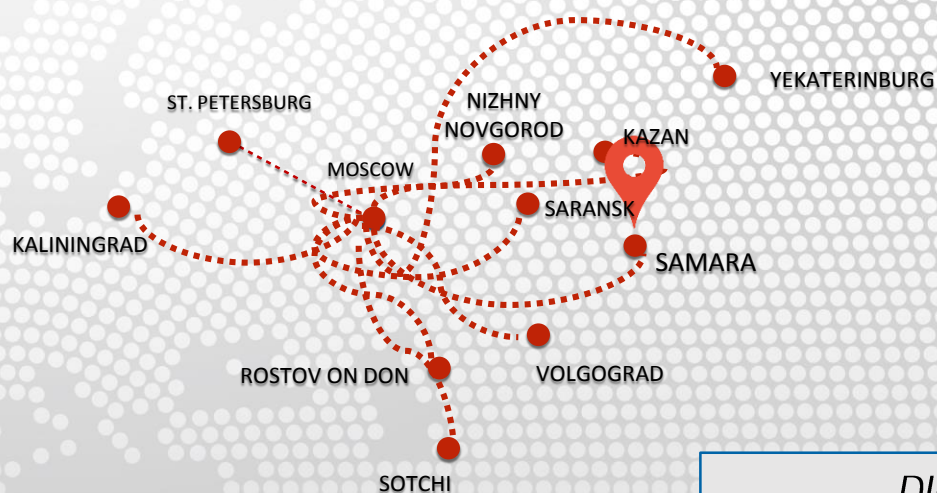 YEKATERINBURG
ST. PETERSBURG
NIZHNY
NOVGOROD
KAZAN
MOSCOW
SARANSK
KALININGRAD
SAMARA
ROSTOV ON DON
VOLGOGRAD
SOTCHI